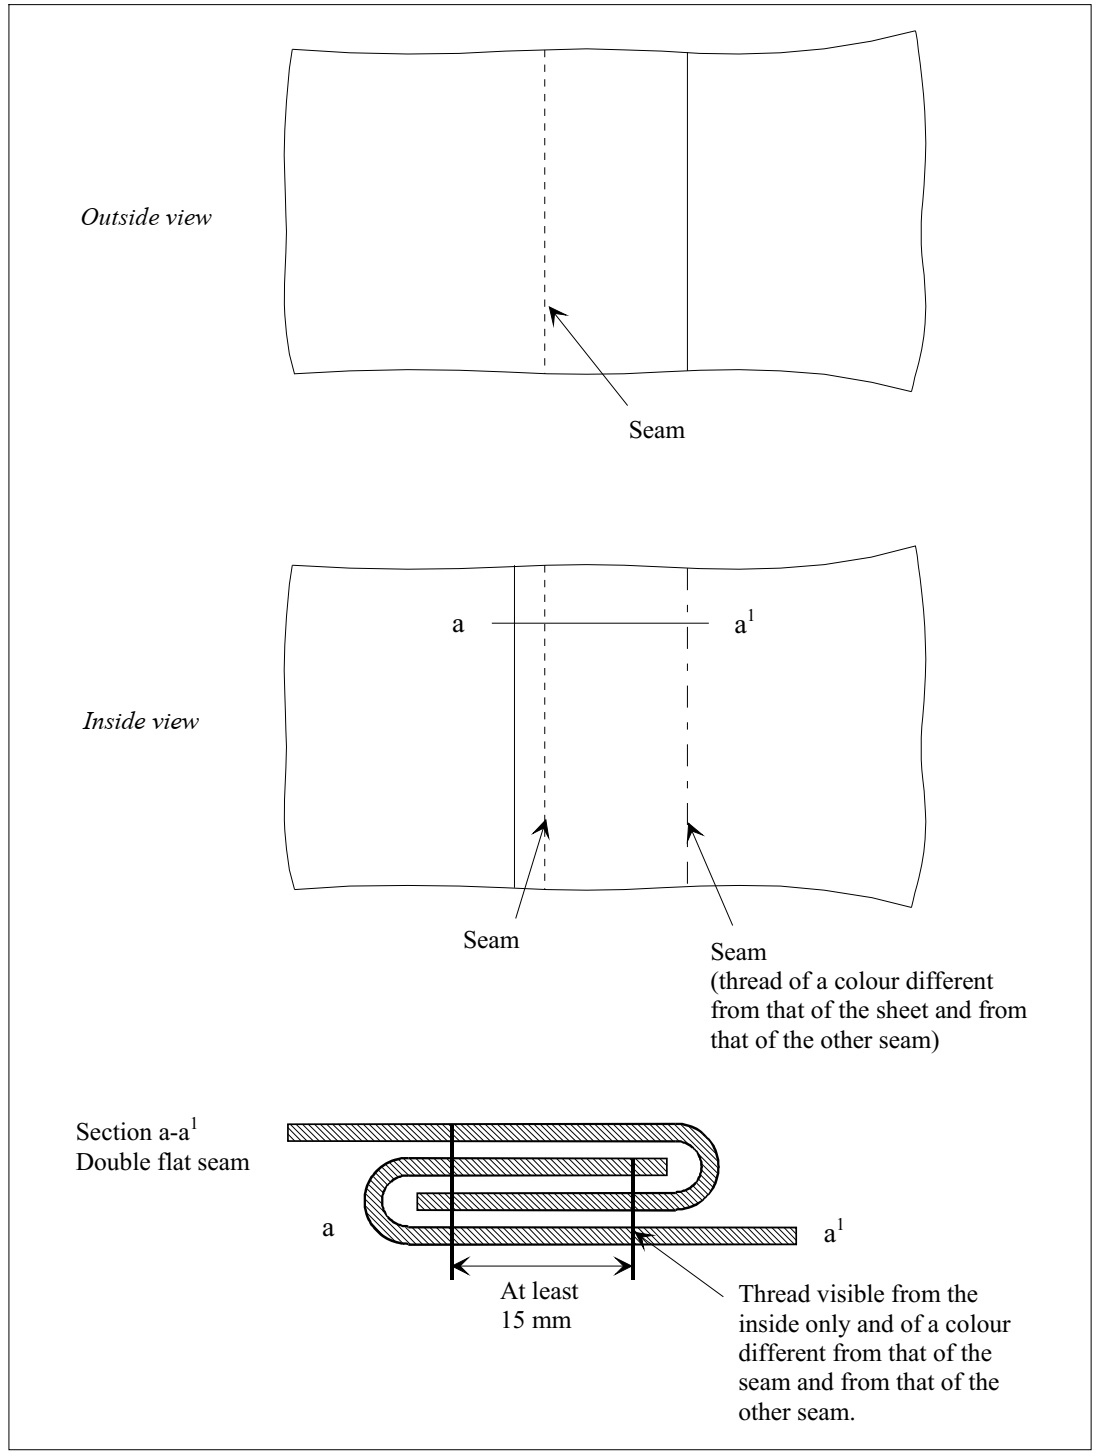 Outside view
Seam
a
a¹
Inside view
Seam
Seam
(thread of a colour different
from that of the sheet and from
that of the other seam)
Section a-a¹
Double flat seam
a
a¹
At least
15 mm
Thread visible from the
inside only and of a colour
different from that of the
seam and from that of the
other seam.